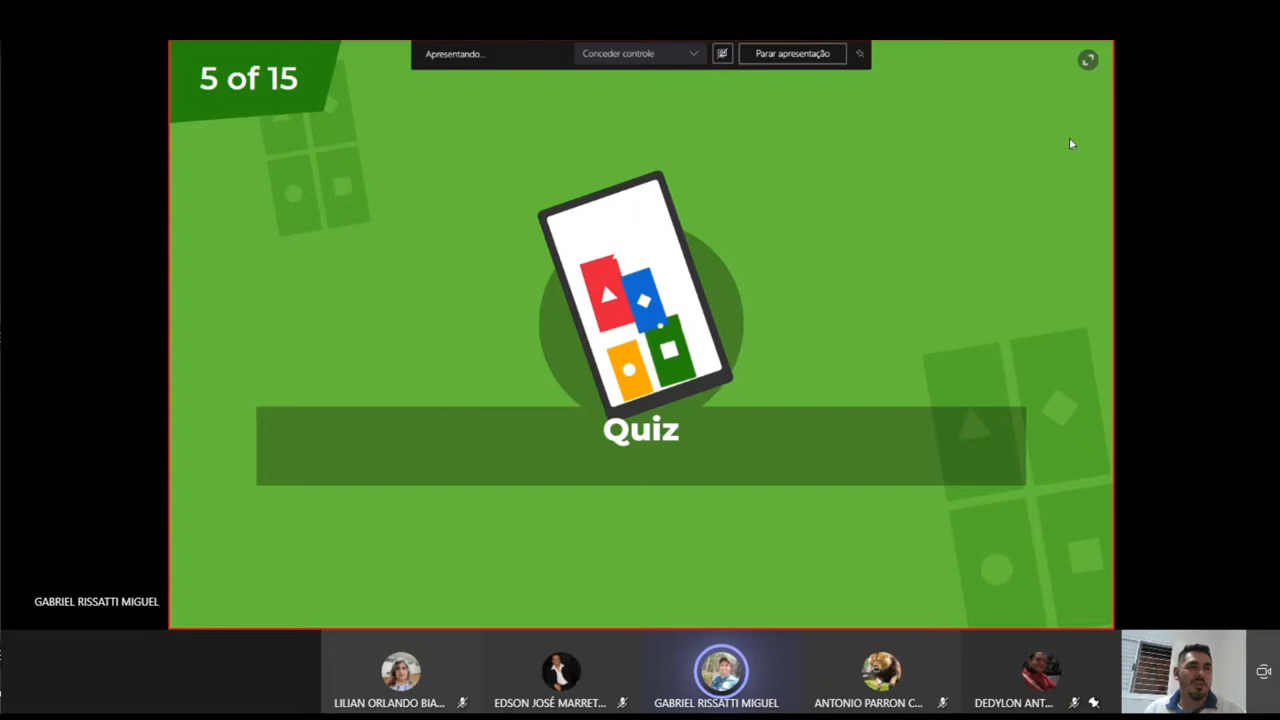 5 of 15
Apresentando...
Conceder controle
Parar apresentação
Quiz
GABRIEL RISSATTI MIGUEL
LILIAN ORLANDO BIA...
EDSON JOSÉ MARRET...
GABRIEL RISSATTI MIGUEL
ANTONIO PARRON C...
DEDYLON ANT...